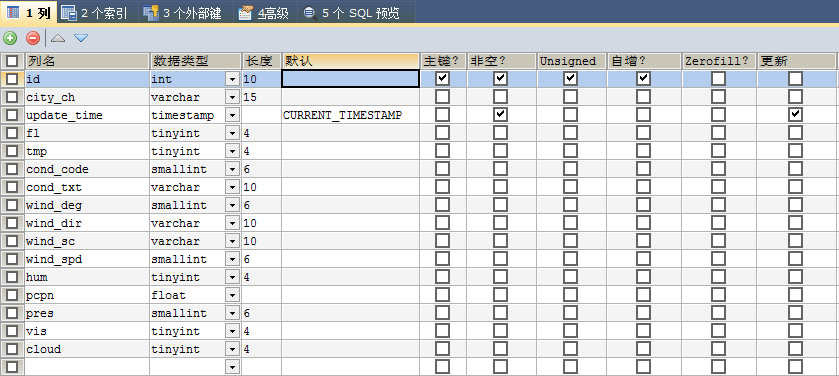 1 列 2 个索引 3 个外部键 4高级 5 个 SQL 预览
列名 数据类型 长度 默认 主键? 非空? Unsigned 自增? Zerofill? 更新
id int 10
city_ch varchar 15
update_time timestamp CURRENT_TIMESTAMP
fl tinyint 4
tmp tinyint 4
cond_code smallint 6
cond_txt varchar 10
wind_deg smallint 6
wind_dir varchar 10
wind_sc varchar 10
wind_spd smallint 6
hum tinyint 4
pcpn float
pres smallint 6
vis tinyint 4
cloud tinyint 4